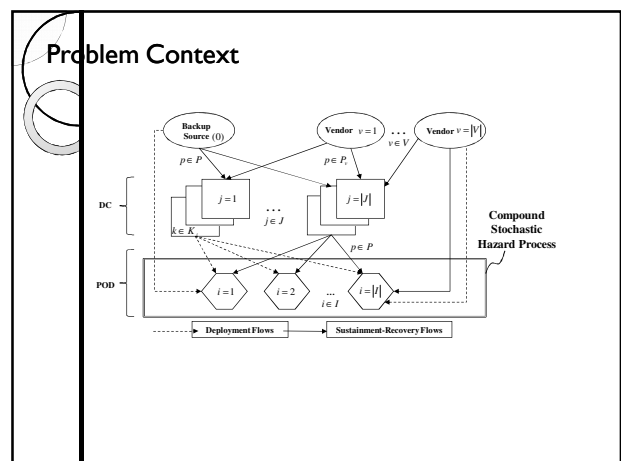 Problem Context
Backup
Source (0)
Vendor v = 1
. . .
v ∈ V
Vendor v = |V|
p ∈ P
p ∈ Pᵥ
DC
j = 1
. . .
j ∈ J
j = |J|
k ∈ K
p ∈ P
Compound
Stochastic
Hazard Process
POD
i = 1
i = 2
...
i ∈ I
i = |I|
Deployment Flows
Sustainment-Recovery Flows